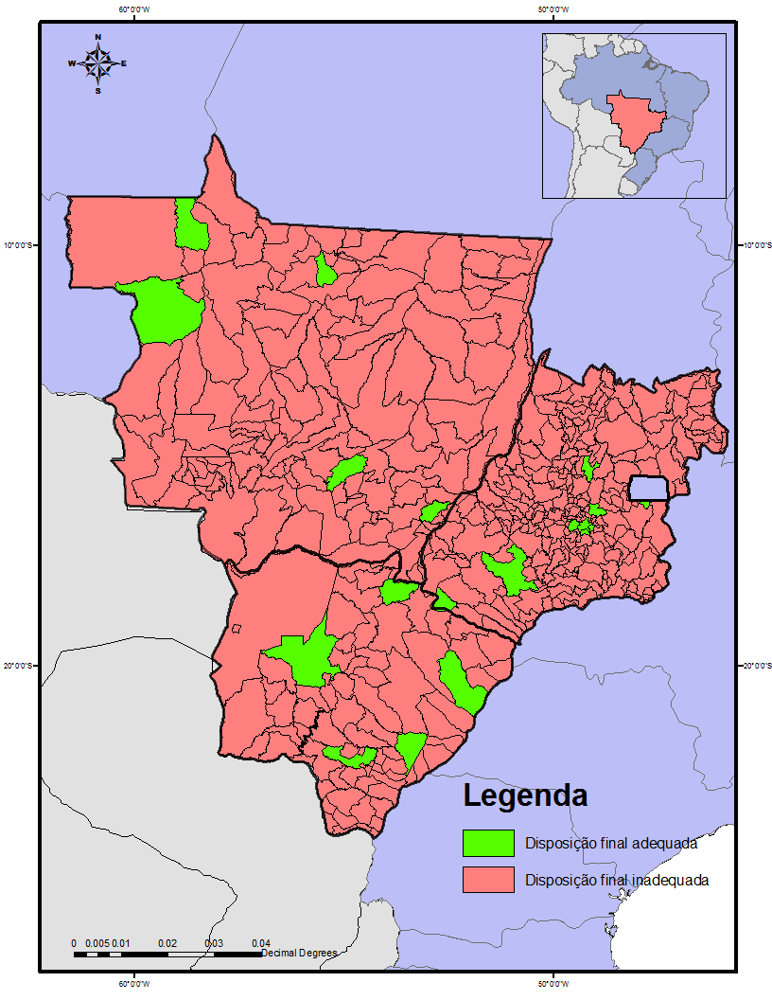 60°0'0"W 50°0'0"W
N
W E
S
10°0'0"S 10°0'0"S
20°0'0"S 20°0'0"S
Legenda
Disposição final adequada
Disposição final inadequada
0 0.005 0.01 0.02 0.03 0.04
Decimal Degrees
60°0'0"W 50°0'0"W